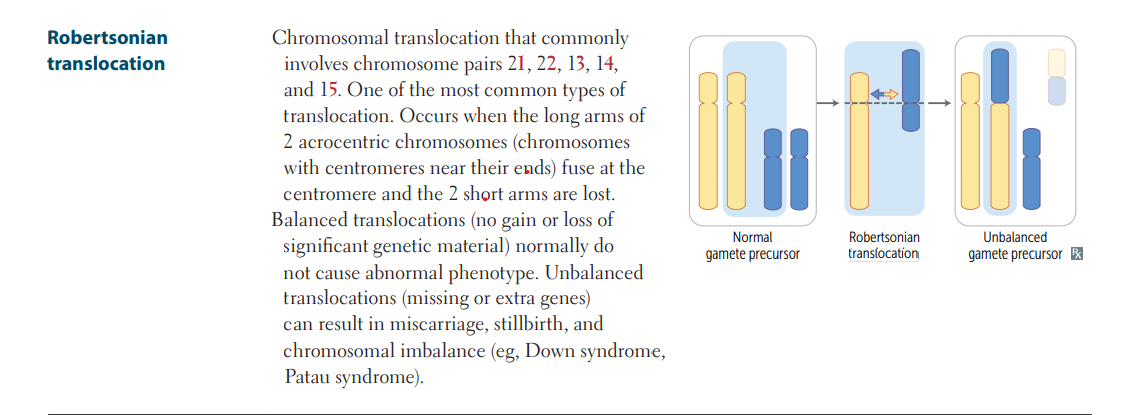 Robertsonian
translocation
Chromosomal translocation that commonly
involves chromosome pairs 21, 22, 13, 14,
and 15. One of the most common types of
translocation. Occurs when the long arms of
2 acrocentric chromosomes (chromosomes
with centromeres near their ends) fuse at the
centromere and the 2 short arms are lost.
Balanced translocations (no gain or loss of
significant genetic material) normally do
not cause abnormal phenotype. Unbalanced
translocations (missing or extra genes)
can result in miscarriage, stillbirth, and
chromosomal imbalance (eg, Down syndrome,
Patau syndrome).
Normal
gamete precursor
Robertsonian
translocation
Unbalanced
gamete precursor Rx